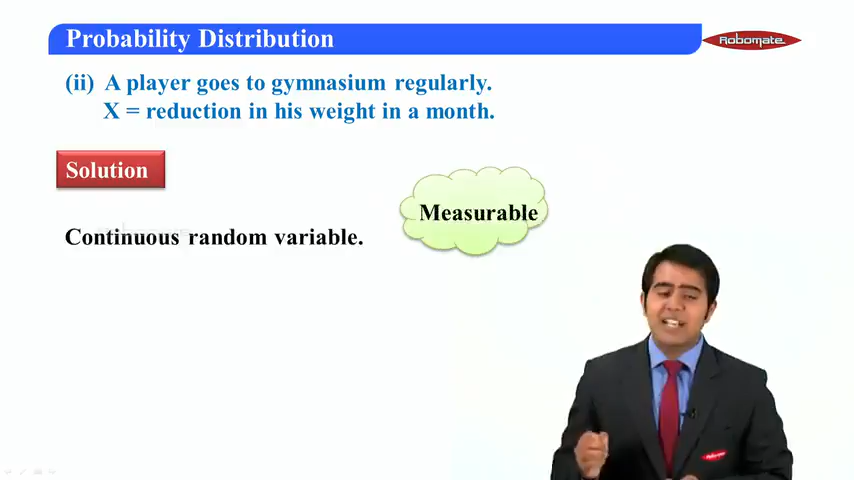 Probability Distribution
Robomate
(ii) A player goes to gymnasium regularly.
X = reduction in his weight in a month.
Solution
Measurable
Continuous random variable.
Robomate